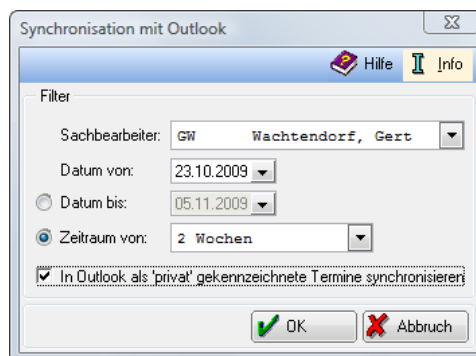 Synchronisation mit Outlook
Hilfe Info
Filter
Sachbearbeiter: GW Wachtendorf, Gert
Datum von: 23.10.2009
Datum bis: 05.11.2009
Zeitraum von: 2 Wochen
In Outlook als 'privat' gekennzeichnete Termine synchronisieren
OK Abbruch